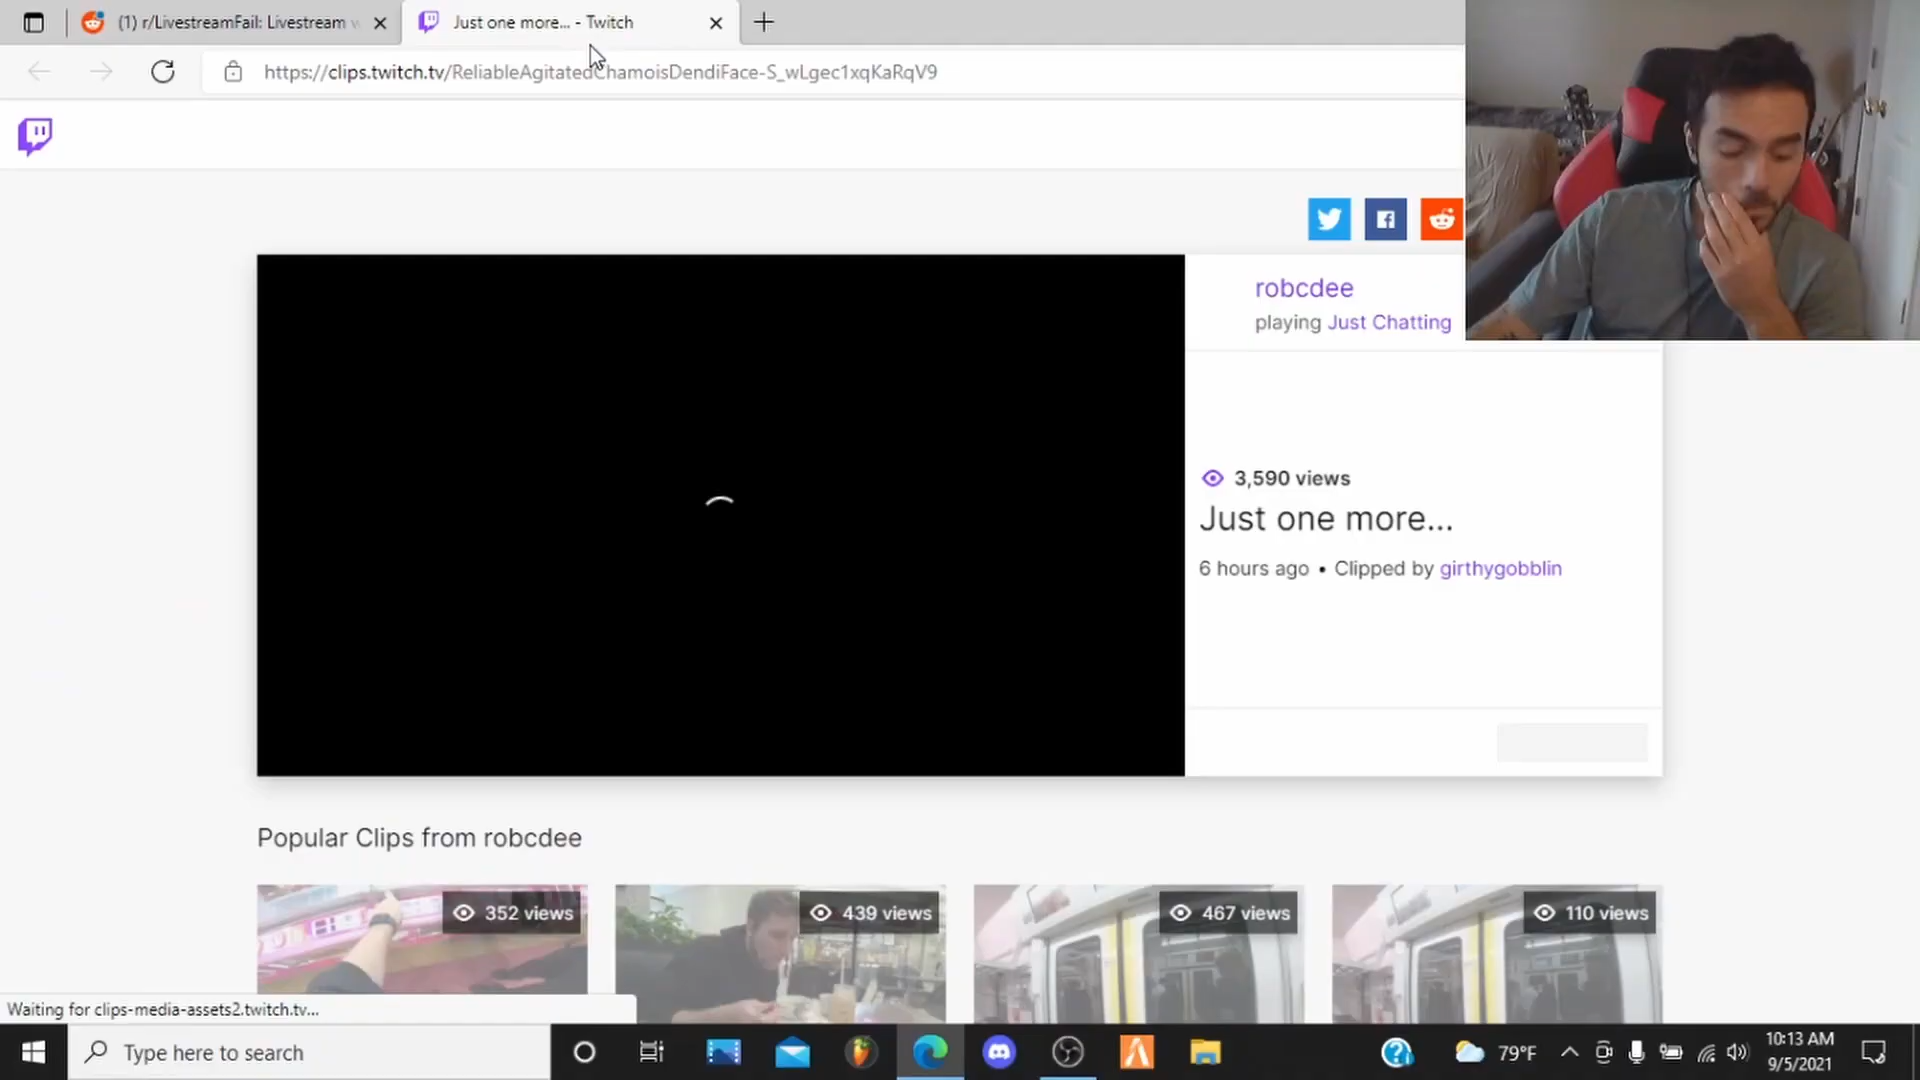 (1) r/LivestreamFail: Livestream
Just one more... - Twitch
https://clips.twitch.tv/ReliableAgitatedChamoisDendiFace-S_wLgec1xqKaRqV9
robcdee
playing Just Chatting
3,590 views
Just one more...
6 hours ago • Clipped by girthygobblin
Popular Clips from robcdee
352 views
439 views
467 views
110 views
Waiting for clips-media-assets2.twitch.tv...
Type here to search
79°F
10:13 AM
9/5/2021